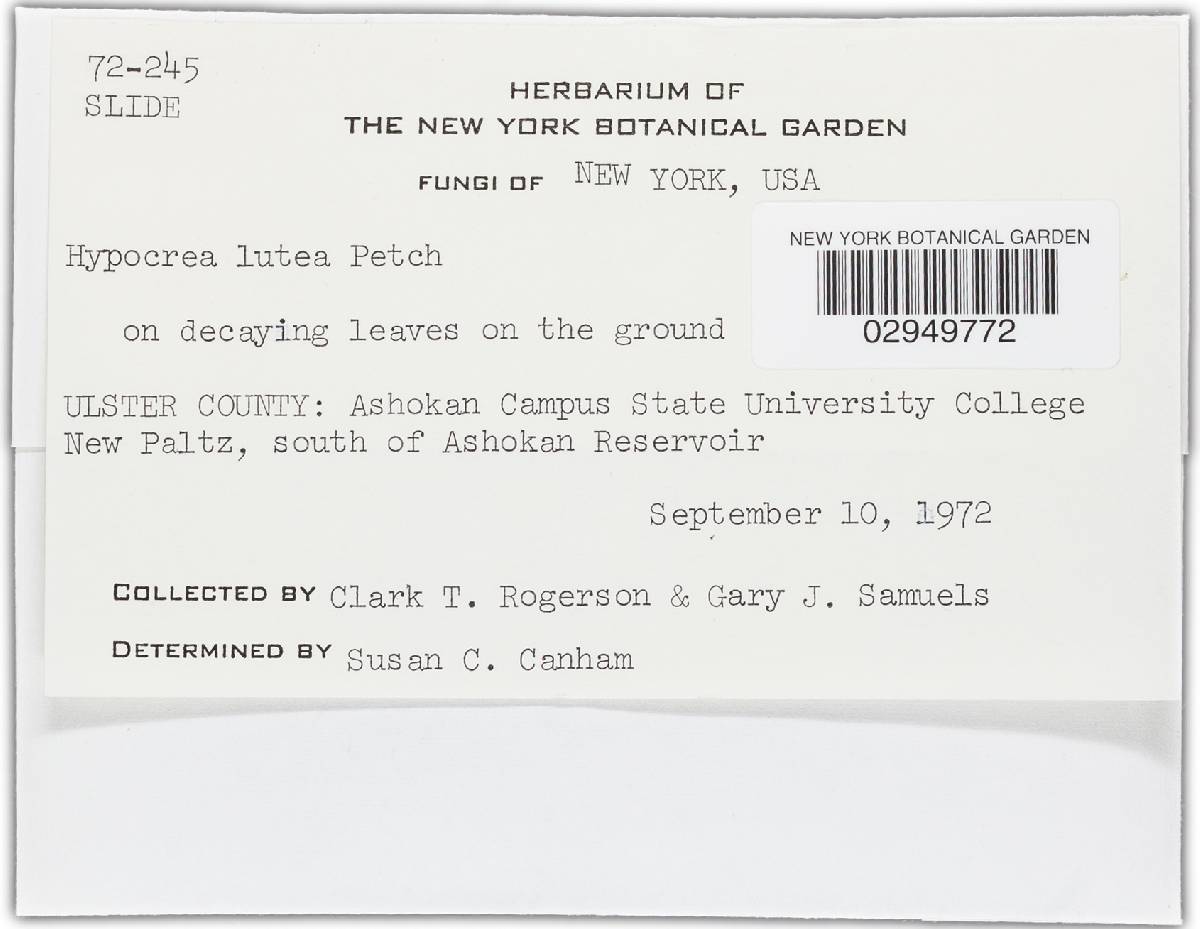 72-245
SLIDE
HERBARIUM OF
THE NEW YORK BOTANICAL GARDEN
FUNGI OF NEW YORK, USA
NEW YORK BOTANICAL GARDEN
02949772
Hypocrea lutea Petch
on decaying leaves on the ground
ULSTER COUNTY: Ashokan Campus State University College
New Paltz, south of Ashokan Reservoir
September 10, 1972
COLLECTED BY Clark T. Rogerson & Gary J. Samuels
DETERMINED BY Susan C. Canham